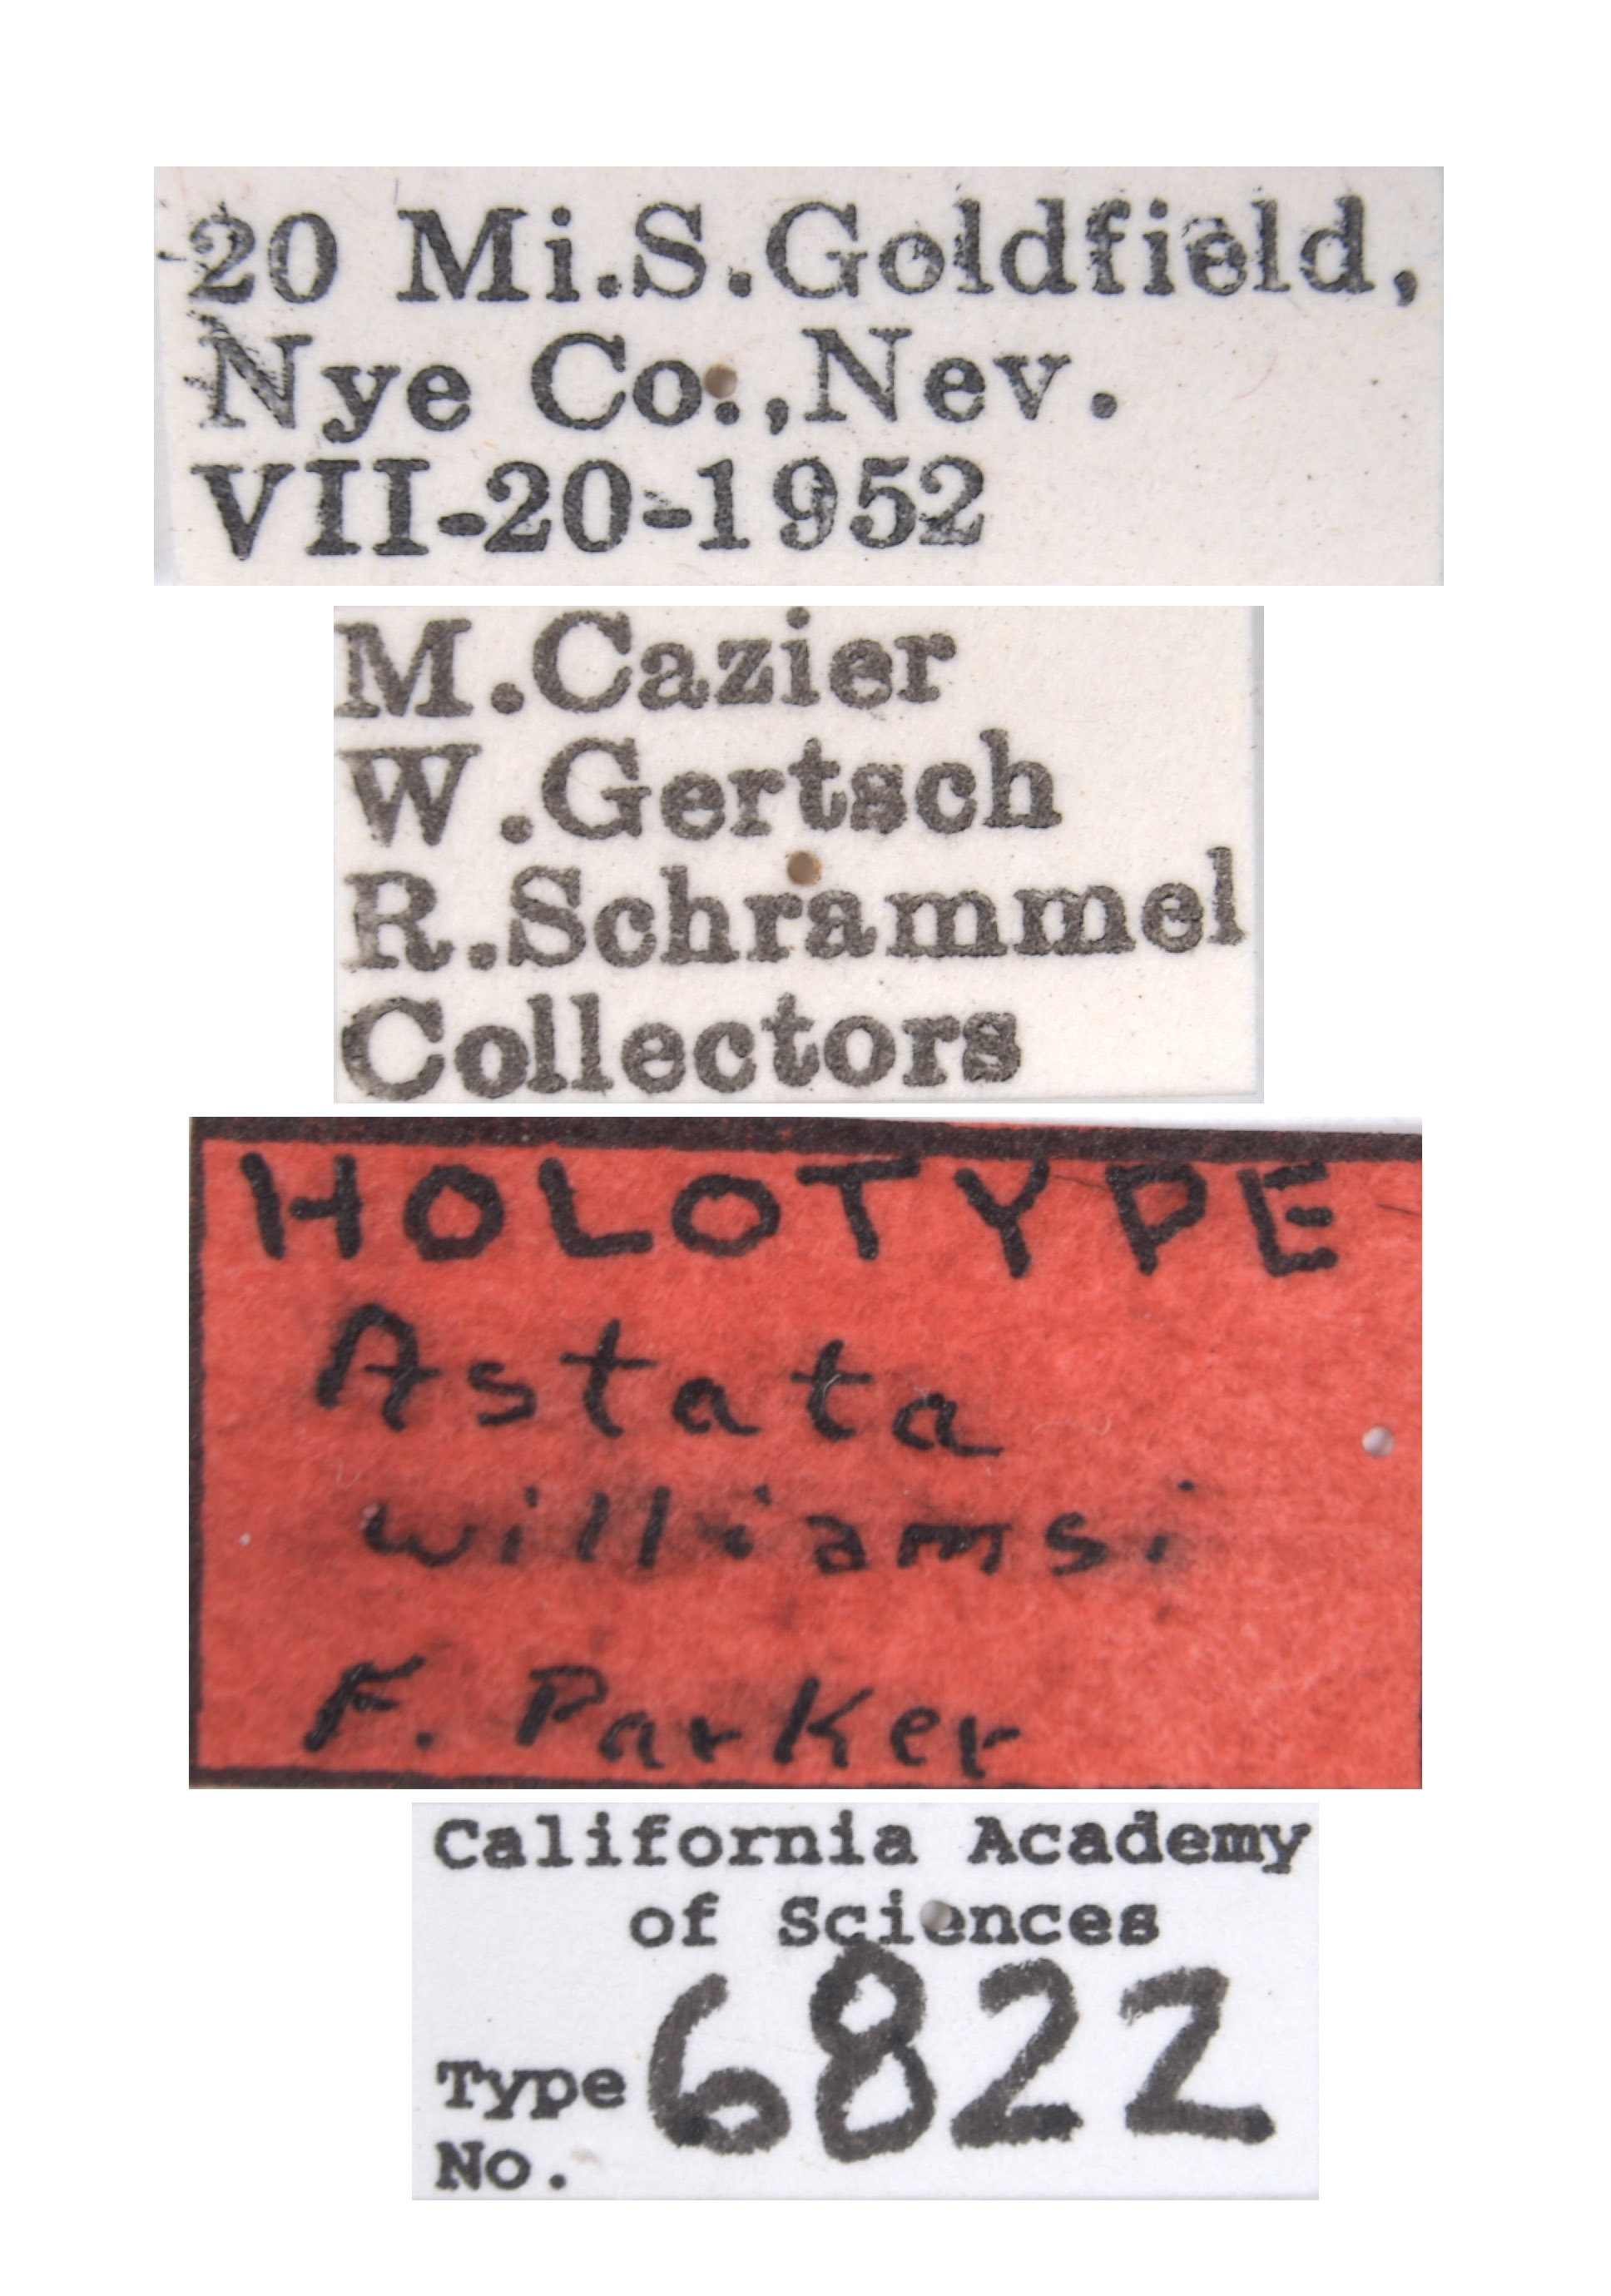 20 Mi.S.Goldfield,
Nye Co.,Nev.
VII-20-1952
M.Cazier
W.Gertsch
R.Schrammel
Collectors
HOLOTYPE
Astata
williamsi
F. Parker
California Academy
of Sciences
Type No. 6822